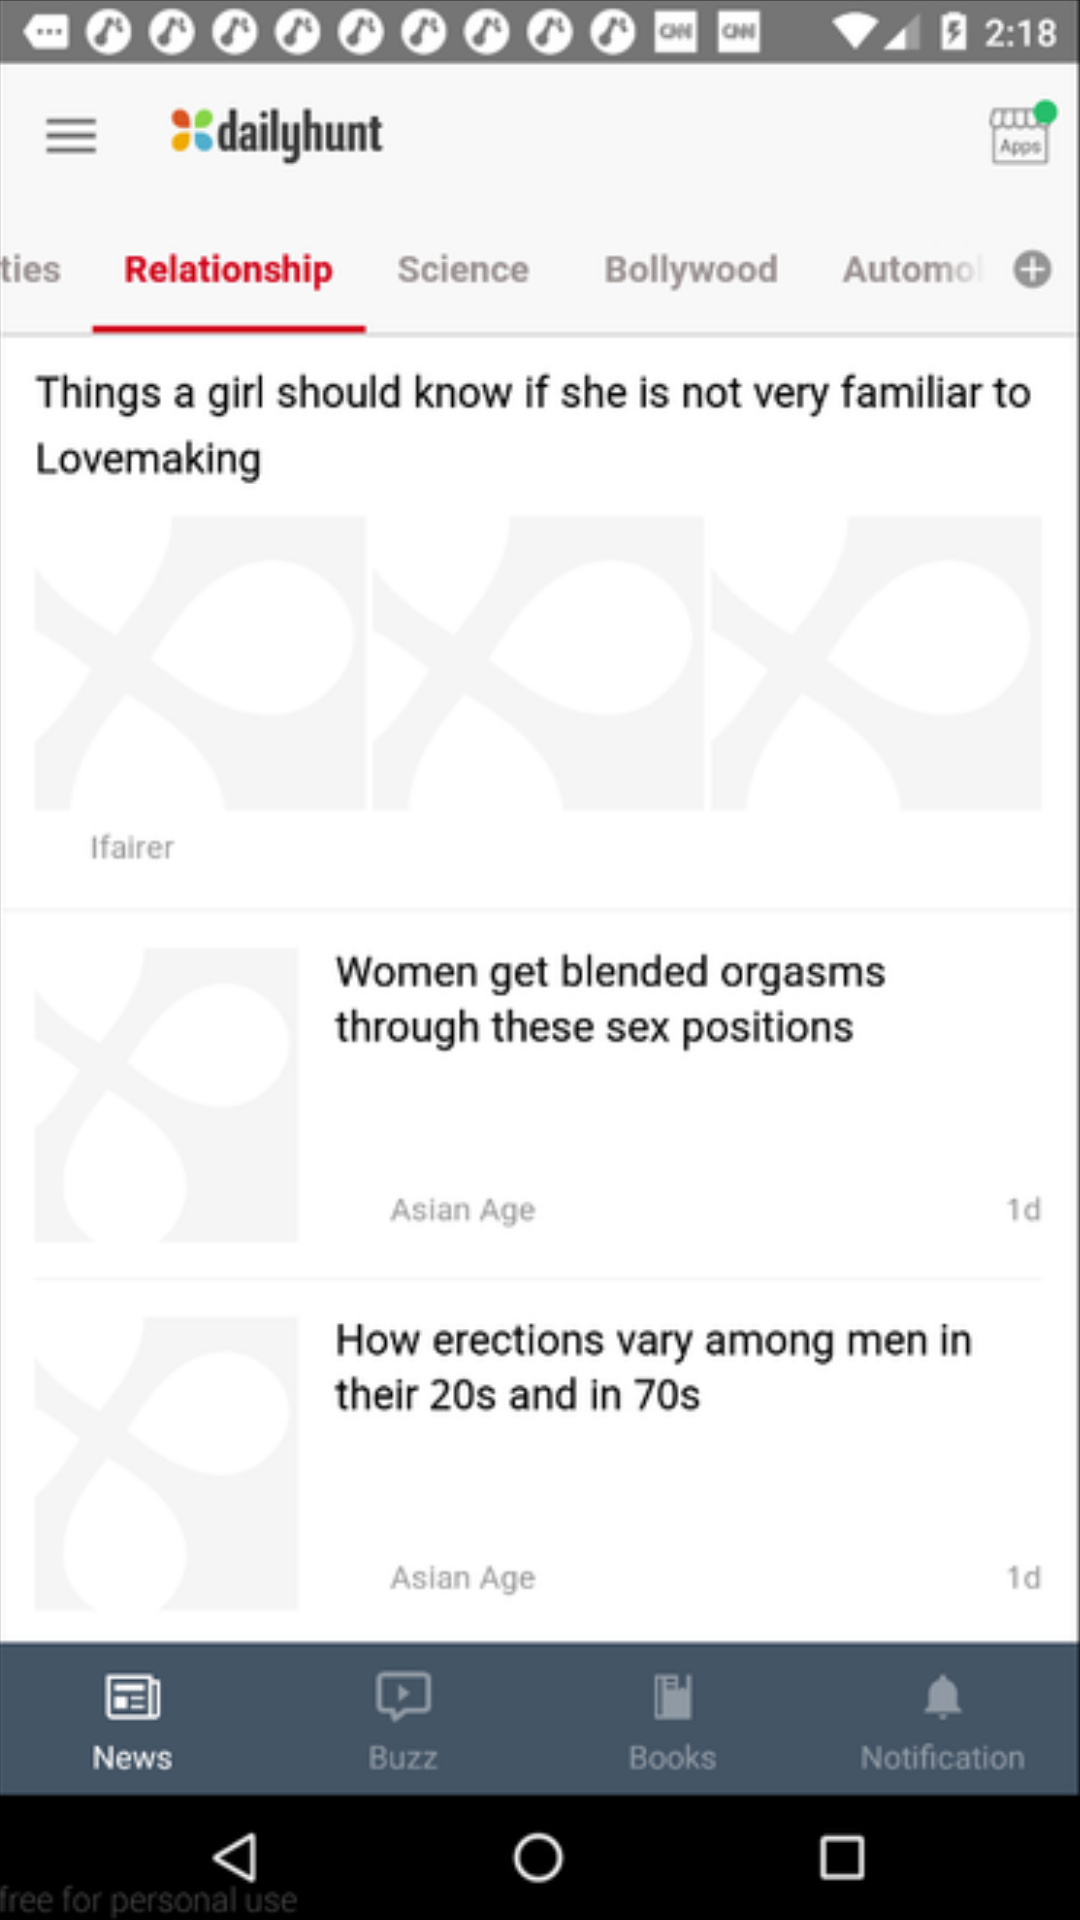 2:18
dailyhunt
Apps
ties Relationship Science Bollywood Automo
Things a girl should know if she is not very familiar to
Lovemaking
Ifairer
Women get blended orgasms
through these sex positions
Asian Age 1d
How erections vary among men in
their 20s and in 70s
Asian Age 1d
News Buzz Books Notification
free for personal use